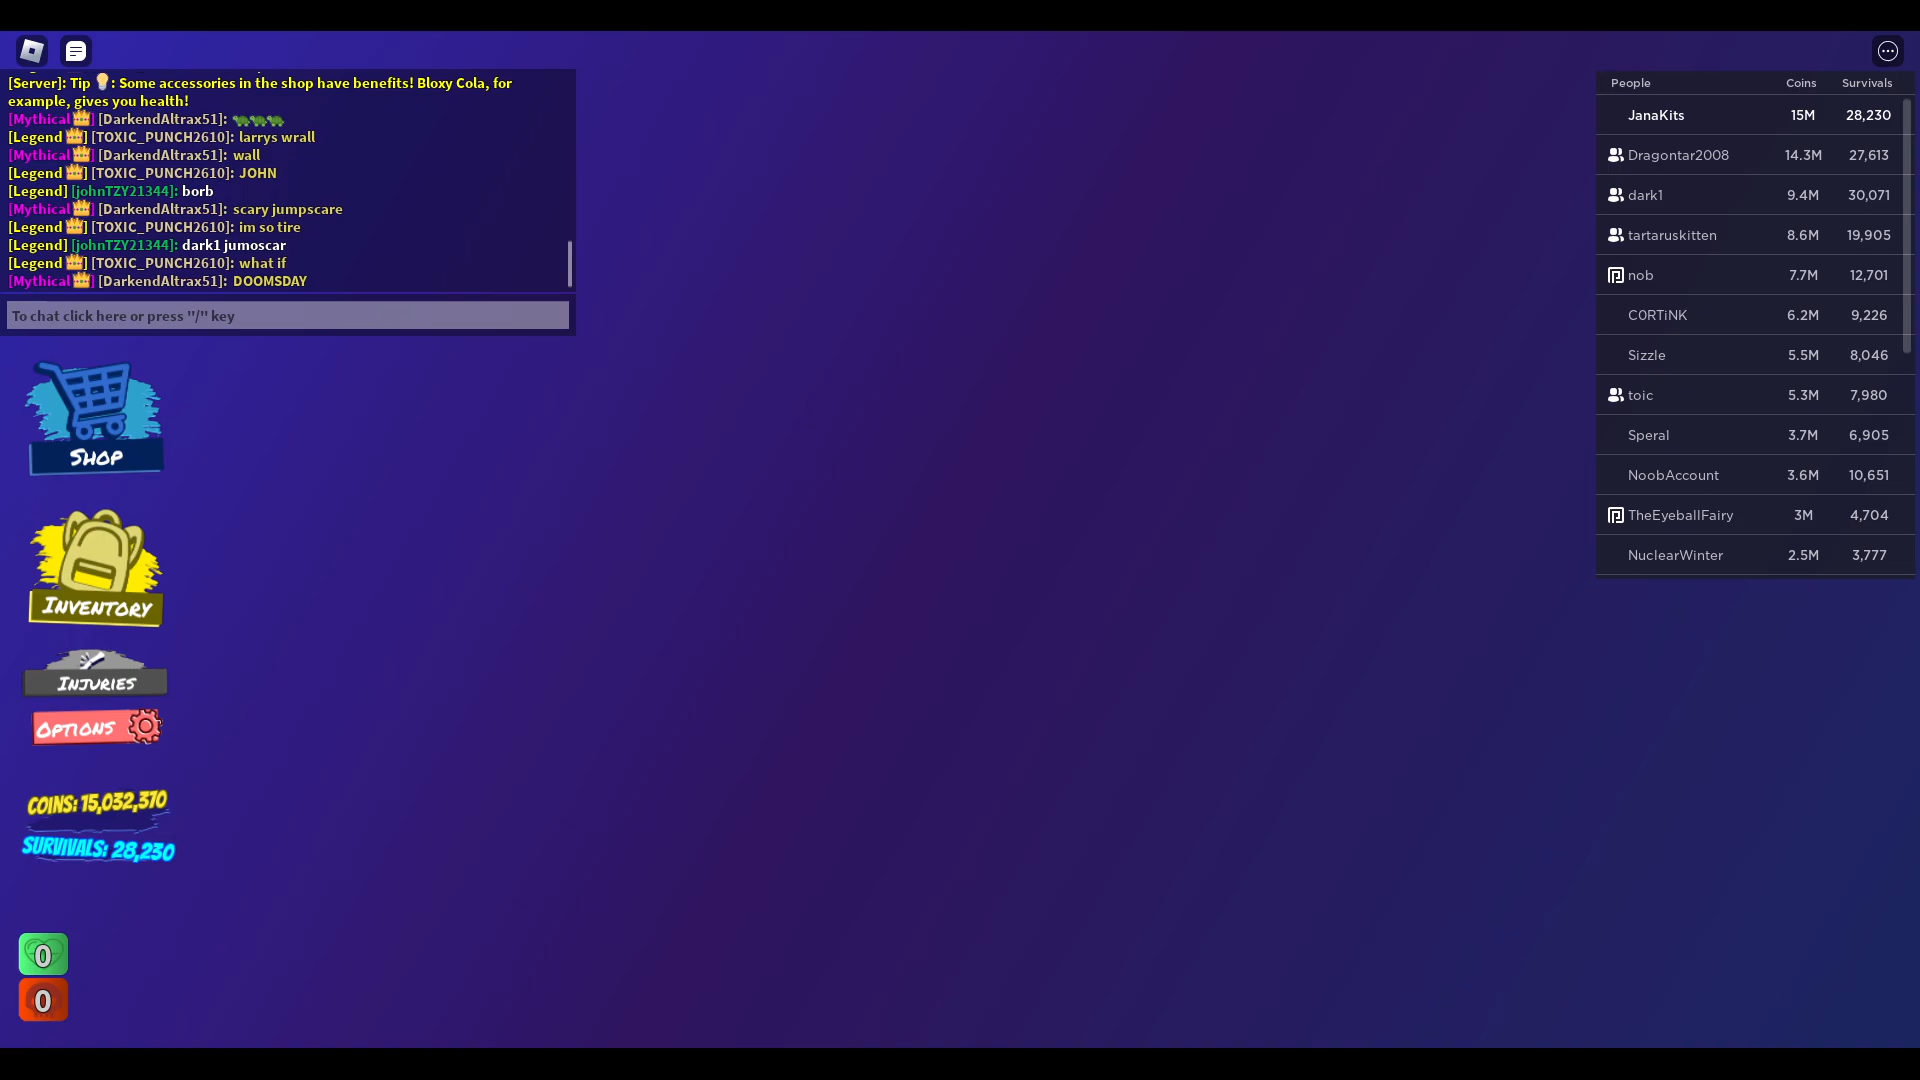 [Server]: Tip 💡: Some accessories in the shop have benefits! Bloxy Cola, for
example, gives you health!
[Mythical 👑] [DarkendAltrax51]: 🐢🐢🐢
[Legend 👑] [TOXIC_PUNCH2610]: larrys wrall
[Mythical 👑] [DarkendAltrax51]: wall
[Legend 👑] [TOXIC_PUNCH2610]: JOHN
[Legend] [johnTZY21344]: borb
[Mythical 👑] [DarkendAltrax51]: scary jumpscare
[Legend 👑] [TOXIC_PUNCH2610]: im so tire
[Legend] [johnTZY21344]: dark1 jumoscar
[Legend 👑] [TOXIC_PUNCH2610]: what if
[Mythical 👑] [DarkendAltrax51]: DOOMSDAY
To chat click here or press "/" key
SHOP
INVENTORY
INJURIES
OPTIONS
COINS: 15,032,370
SURVIVALS: 28,230
0
0
People Coins Survivals
JanaKits 15M 28,230
Dragontar2008 14.3M 27,613
dark1 9.4M 30,071
tartaruskitten 8.6M 19,905
nob 7.7M 12,701
C0RTiNK 6.2M 9,226
Sizzle 5.5M 8,046
toic 5.3M 7,980
Speral 3.7M 6,905
NoobAccount 3.6M 10,651
TheEyeballFairy 3M 4,704
NuclearWinter 2.5M 3,777